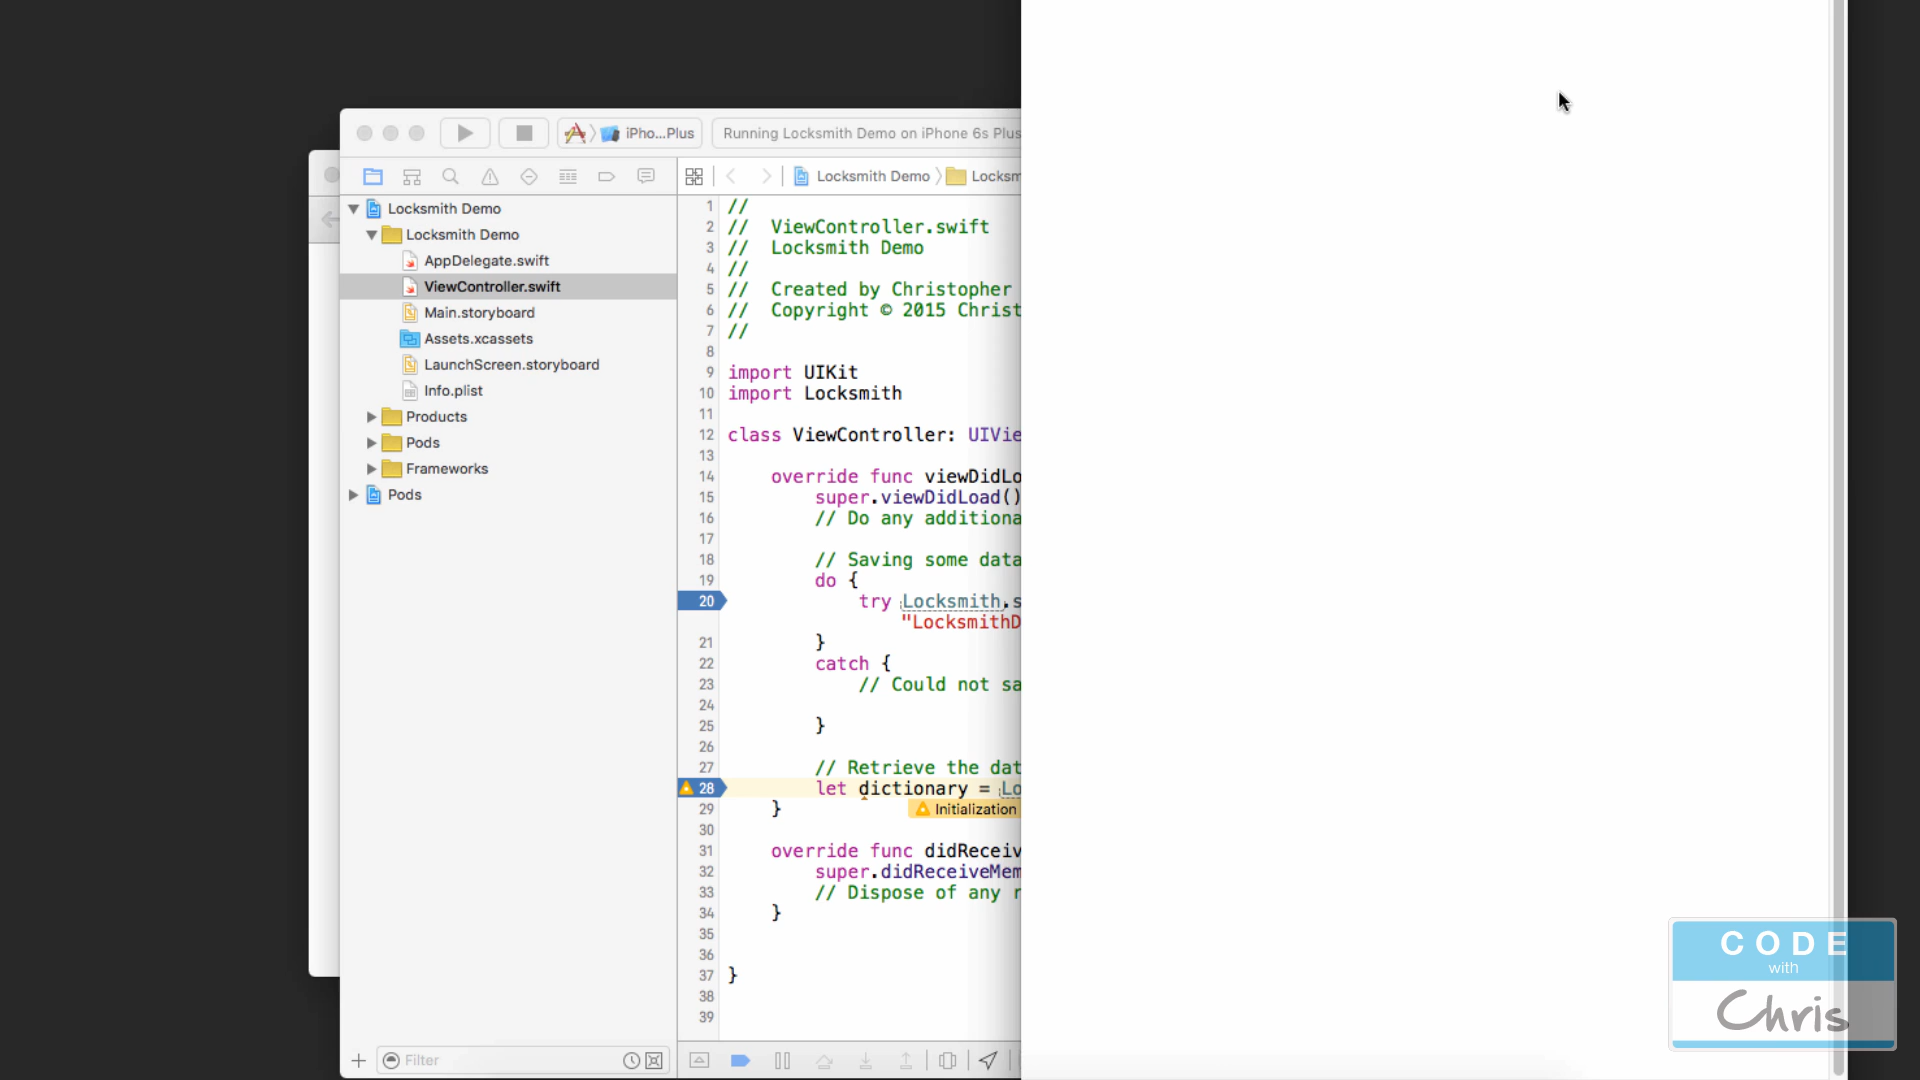 iPho...Plus
Running Locksmith Demo on iPhone 6s Plus
Locksmith Demo
Locksm
Locksmith Demo
Locksmith Demo
AppDelegate.swift
ViewController.swift
Main.storyboard
Assets.xcassets
LaunchScreen.storyboard
Info.plist
Products
Pods
Frameworks
Pods
Filter
1 //
2 // ViewController.swift
3 // Locksmith Demo
4 //
5 // Created by Christopher
6 // Copyright © 2015 Christ
7 //
8
9 import UIKit
10 import Locksmith
11
12 class ViewController: UIVie
13
14 override func viewDidLo
15 super.viewDidLoad()
16 // Do any additiona
17
18 // Saving some data
19 do {
20 try Locksmith.s
"LocksmithD
21 }
22 catch {
23 // Could not sa
24
25 }
26
27 // Retrieve the dat
28 let dictionary = Lo
29 }
Initialization
30
31 override func didReceiv
32 super.didReceiveMem
33 // Dispose of any r
34 }
35
36
37 }
38
39
CODE
with
Chris